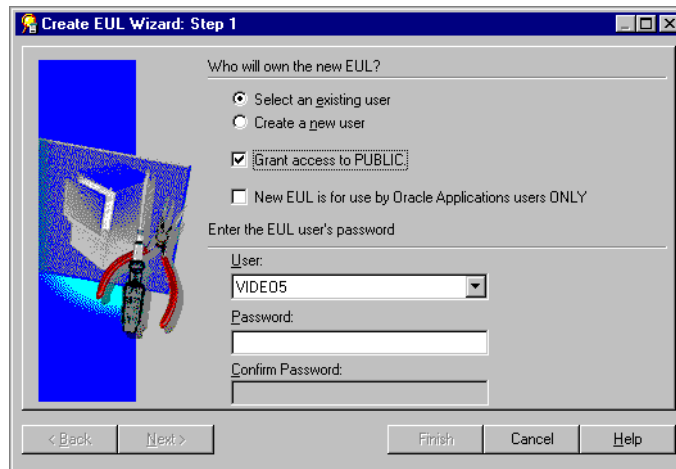 Create EUL Wizard: Step 1
Who will own the new EUL?
Select an existing user
Create a new user
Grant access to PUBLIC.
New EUL is for use by Oracle Applications users ONLY
Enter the EUL user's password
User:
VIDEO5
Password:
Confirm Password:
< Back Next > Finish Cancel Help